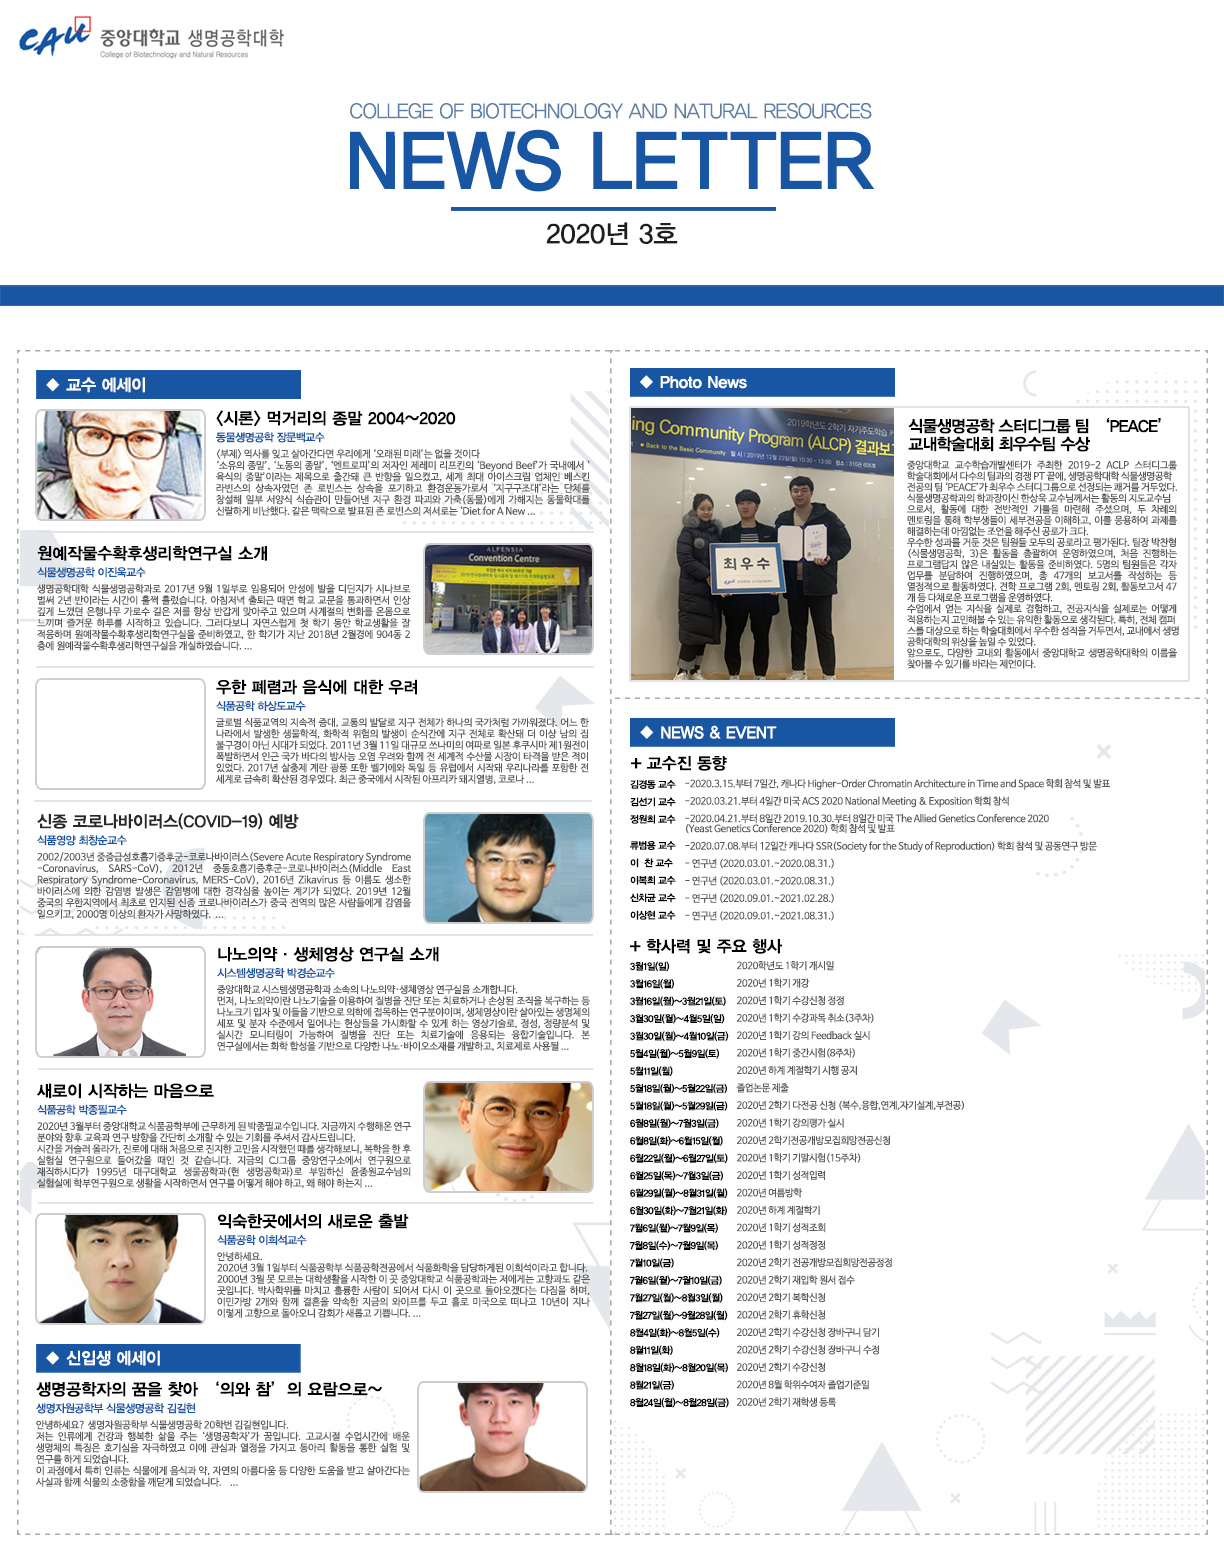 CAU 중앙대학교 생명공학대학
College of Biotechnology and Natural Resources
COLLEGE OF BIOTECHNOLOGY AND NATURAL RESOURCES
NEWS LETTER
2020년 3호
◆ 교수 에세이
<시론> 먹거리의 종말 2004~2020
동물생명공학 장문백교수
<부제> 역사를 잊고 살아간다면 우리에게 '오래된 미래'는 없을 것이다
'소유의 종말', '노동의 종말', '엔트로피'의 저자인 제레미 리프킨의 'Beyond Beef'가 국내에서 '
육식의 종말'이라는 제목으로 출간돼 큰 반향을 일으켰고, 세계 최대 아이스크림 업체인 베스킨
라빈스의 상속자였던 존 로빈스는 상속을 포기하고 환경운동가로서 '지구구조대'라는 단체를
창설해 일부 서양식 식습관이 만들어낸 지구 환경 파괴와 가축(동물)에게 가해지는 동물학대를
신랄하게 비난했다. 같은 맥락으로 발표된 존 로빈스의 저서로는 'Diet for A New ...
원예작물수확후생리학연구실 소개
식물생명공학 이진욱교수
생명공학대학 식물생명공학과로 2017년 9월 1일부로 임용되어 안성에 발을 디딘지가 시나브로
벌써 2년 반이라는 시간이 훌쩍 흘렀습니다. 아침저녁 출퇴근 때면 학교 교문을 통과하면서 인상
깊게 느꼈던 은행나무 가로수 길은 저를 항상 반갑게 맞아주고 있으며 사계절의 변화를 온몸으로
느끼며 즐거운 하루를 시작하고 있습니다. 그러다보니 자연스럽게 첫 학기 동안 학교생활을 잘
적응하며 원예작물수확후생리학연구실을 준비하였고, 한 학기가 지난 2018년 2월경에 904동 2
층에 원예작물수확후생리학연구실을 개실하였습니다. ...
ALPENSIA
Convention Centre
우한 폐렴과 음식에 대한 우려
식품공학 하상도교수
글로벌 식품교역의 지속적 증대, 교통의 발달로 지구 전체가 하나의 국가처럼 가까워졌다. 어느 한
나라에서 발생한 생물학적, 화학적 위험의 발생이 순식간에 지구 전체로 확산돼 더 이상 남의 집
불구경이 아닌 시대가 되었다. 2011년 3월 11일 대규모 쓰나미의 여파로 일본 후쿠시마 제1원전이
폭발하면서 인근 국가 바다의 방사능 오염 우려와 함께 전 세계적 수산물 시장이 타격을 받은 적이
있었다. 2017년 살충제 계란 광풍 또한 벨기에와 독일 등 유럽에서 시작돼 우리나라를 포함한 전
세계로 급속히 확산된 경우였다. 최근 중국에서 시작된 아프리카 돼지열병, 코로나 ...
신종 코로나바이러스(COVID-19) 예방
식품영양 최창순교수
2002/2003년 중증급성호흡기증후군-코로나바이러스(Severe Acute Respiratory Syndrome
-Coronavirus, SARS-CoV), 2012년 중동호흡기증후군-코로나바이러스(Middle East
Respiratory Syndrome-Coronavirus, MERS-CoV), 2016년 Zikavirus 등 이름도 생소한
바이러스에 의한 감염병 발생은 감염병에 대한 경각심을 높이는 계기가 되었다. 2019년 12월
중국의 우한지역에서 최초로 인지된 신종 코로나바이러스가 중국 전역의 많은 사람들에게 감염을
일으키고, 2000명 이상의 환자가 사망하였다. ...
나노의약 · 생체영상 연구실 소개
시스템생명공학 박경순교수
중앙대학교 시스템생명공학과 소속의 나노의약·생체영상 연구실을 소개합니다.
먼저, 나노의약이란 나노기술을 이용하여 질병을 진단 또는 치료하거나 손상된 조직을 복구하는 등
나노크기 입자 및 이들을 기반으로 의학에 접목하는 연구분야이며, 생체영상이란 살아있는 생명체의
세포 및 분자 수준에서 일어나는 현상들을 가시화할 수 있게 하는 영상기술로, 정성, 정량분석 및
실시간 모니터링이 가능하여 질병을 진단 또는 치료기술에 응용되는 융합기술입니다. 본
연구실에서는 화학 합성을 기반으로 다양한 나노·바이오소재를 개발하고, 치료제로 사용될 ...
새로이 시작하는 마음으로
식품공학 박종필교수
2020년 3월부터 중앙대학교 식품공학부에 근무하게 된 박종필교수입니다. 지금까지 수행해온 연구
분야와 향후 교육과 연구 방향을 간단히 소개할 수 있는 기회를 주셔서 감사드립니다.
시간을 거슬러 올라가, 진로에 대해 처음으로 진지한 고민을 시작했던 때를 생각해보니, 복학을 한 후
실험실 연구원으로 들어갔을 때인 것 같습니다. 지금의 CJ그룹 중앙연구소에서 연구원으로
재직하시다가 1995년 대구대학교 생물공학과(현 생명공학과)로 부임하신 윤종원교수님의
실험실에 학부연구원으로 생활을 시작하면서 연구를 어떻게 해야 하고, 왜 해야 하는지 ...
익숙한곳에서의 새로운 출발
식품공학 이희석교수
안녕하세요.
2020년 3월 1일부터 식품공학부 식품공학전공에서 식품화학을 담당하게된 이희석이라고 합니다.
2000년 3월 못 모르는 대학생활을 시작한 이 곳 중앙대학교 식품공학과는 저에게는 고향과도 같은
곳입니다. 박사학위를 마치고 훌륭한 사람이 되어서 다시 이 곳으로 돌아오겠다는 다짐을 하며,
이민가방 2개와 함께 결혼을 약속한 지금의 와이프를 두고 홀로 미국으로 떠나고 10년이 지나
이렇게 고향으로 돌아오니 감회가 새롭고 기쁩니다. ...
◆ 신입생 에세이
생명공학자의 꿈을 찾아 '의와 참' 의 요람으로~
생명자원공학부 식물생명공학 김길현
안녕하세요? 생명자원공학부 식물생명공학 20학번 김길현입니다.
저는 인류에게 건강과 행복한 삶을 주는 '생명공학자'가 꿈입니다. 고교시절 수업시간에 배운
생명체의 특징은 호기심을 자극하였고 이에 관심과 열정을 가지고 동아리 활동을 통한 실험 및
연구를 하게 되었습니다.
이 과정에서 특히 인류는 식물에게 음식과 약, 자연의 아름다움 등 다양한 도움을 받고 살아간다는
사실과 함께 식물의 소중함을 깨닫게 되었습니다. ...
◆ Photo News
2019학년도 2학기 자기주도학습
ing Community Program (ALCP) 결과보고
Back to the Basic Community
일 시 : 2019년 12월 23일(월) 10:30 - 13:00
장 소 : 310관 606호
최우수
식물생명공학 스터디그룹 팀 'PEACE'
교내학술대회 최우수팀 수상
중앙대학교 교수학습개발센터가 주최한 2019-2 ACLP 스터디그룹
학술대회에서 다수의 팀과의 경쟁 PT 끝에, 생명공학대학 식물생명공학
전공의 팀 'PEACE'가 최우수 스터디그룹으로 선정되는 쾌거를 거두었다.
식물생명공학과의 학과장이신 한상욱 교수님께서는 활동의 지도교수님
으로서, 활동에 대한 전반적인 기틀을 마련해 주셨으며, 두 차례의
멘토링을 통해 학부생들이 세부전공을 이해하고, 이를 응용하여 과제를
해결하는데 아낌없는 조언을 해주신 공로가 크다.
우수한 성과를 거둔 것은 팀원들 모두의 공로라고 평가된다. 팀장 박찬형
(식물생명공학, 3)은 활동을 총괄하여 운영하였으며, 처음 진행하는
프로그램답지 않은 내실있는 활동을 준비하였다. 5명의 팀원들은 각자
업무를 분담하여 진행하였으며, 총 47개의 보고서를 작성하는 등
열정적으로 활동하였다. 견학 프로그램 2회, 멘토링 2회, 활동보고서 47
개 등 다채로운 프로그램을 운영하였다.
수업에서 얻는 지식을 실제로 경험하고, 전공지식을 실제로는 어떻게
적용하는지 고민해볼 수 있는 유익한 활동으로 생각된다. 특히, 전체 캠퍼
스를 대상으로 하는 학술대회에서 우수한 성적을 거두면서, 교내에서 생명
공학대학의 위상을 높일 수 있었다.
앞으로도, 다양한 교내외 활동에서 중앙대학교 생명공학대학의 이름을
찾아볼 수 있기를 바라는 제언이다.
◆ NEWS & EVENT
+ 교수진 동향
김경동 교수 -2020.3.15.부터 7일간, 캐나다 Higher-Order Chromatin Architecture in Time and Space 학회 참석 및 발표
김선기 교수 -2020.03.21.부터 4일간 미국 ACS 2020 National Meeting & Exposition 학회 참석
정원희 교수 -2020.04.21.부터 8일간 2019.10.30.부터 8일간 미국 The Allied Genetics Conference 2020
(Yeast Genetics Conference 2020) 학회 참석 및 발표
류범용 교수 -2020.07.08.부터 12일간 캐나다 SSR(Society for the Study of Reproduction) 학회 참석 및 공동연구 방문
이 찬 교수 - 연구년 (2020.03.01.~2020.08.31.)
이복희 교수 - 연구년 (2020.03.01.~2020.08.31.)
신차균 교수 - 연구년 (2020.09.01.~2021.02.28.)
이상현 교수 - 연구년 (2020.09.01.~2021.08.31.)
+ 학사력 및 주요 행사
3월1일(일) 2020학년도 1학기 개시일
3월16일(월) 2020년 1학기 개강
3월16일(월)~3월21일(토) 2020년 1학기 수강신청 정정
3월30일(월)~4월5일(일) 2020년 1학기 수강과목 취소(3주차)
3월30일(월)~4월10일(금) 2020년 1학기 강의 Feedback 실시
5월4일(월)~5월9일(토) 2020년 1학기 중간시험(8주차)
5월11일(월) 2020년 하계 계절학기 시행 공지
5월18일(월)~5월22일(금) 졸업논문 제출
5월18일(월)~5월29일(금) 2020년 2학기 다전공 신청 (복수,융합,연계,자기설계,부전공)
6월8일(월)~7월3일(금) 2020년 1학기 강의평가 실시
6월8일(화)~6월15일(월) 2020년 2학기전공개방모집희망전공신청
6월22일(월)~6월27일(토) 2020년 1학기 기말시험(15주차)
6월25일(목)~7월3일(금) 2020년 1학기 성적입력
6월29일(월)~8월31일(월) 2020년 여름방학
6월30일(화)~7월21일(화) 2020년 하계 계절학기
7월6일(월)~7월9일(목) 2020년 1학기 성적조회
7월8일(수)~7월9일(목) 2020년 1학기 성적정정
7월10일(금) 2020년 2학기 전공개방모집희망전공정정
7월6일(월)~7월10일(금) 2020년 2학기 재입학 원서 접수
7월27일(월)~8월3일(월) 2020년 2학기 복학신청
7월27일(월)~9월28일(월) 2020년 2학기 휴학신청
8월4일(화)~8월5일(수) 2020년 2학기 수강신청 장바구니 담기
8월11일(화) 2020년 2학기 수강신청 장바구니 수정
8월18일(화)~8월20일(목) 2020년 2학기 수강신청
8월21일(금) 2020년 8월 학위수여자 졸업기준일
8월24일(월)~8월28일(금) 2020년 2학기 재학생 등록